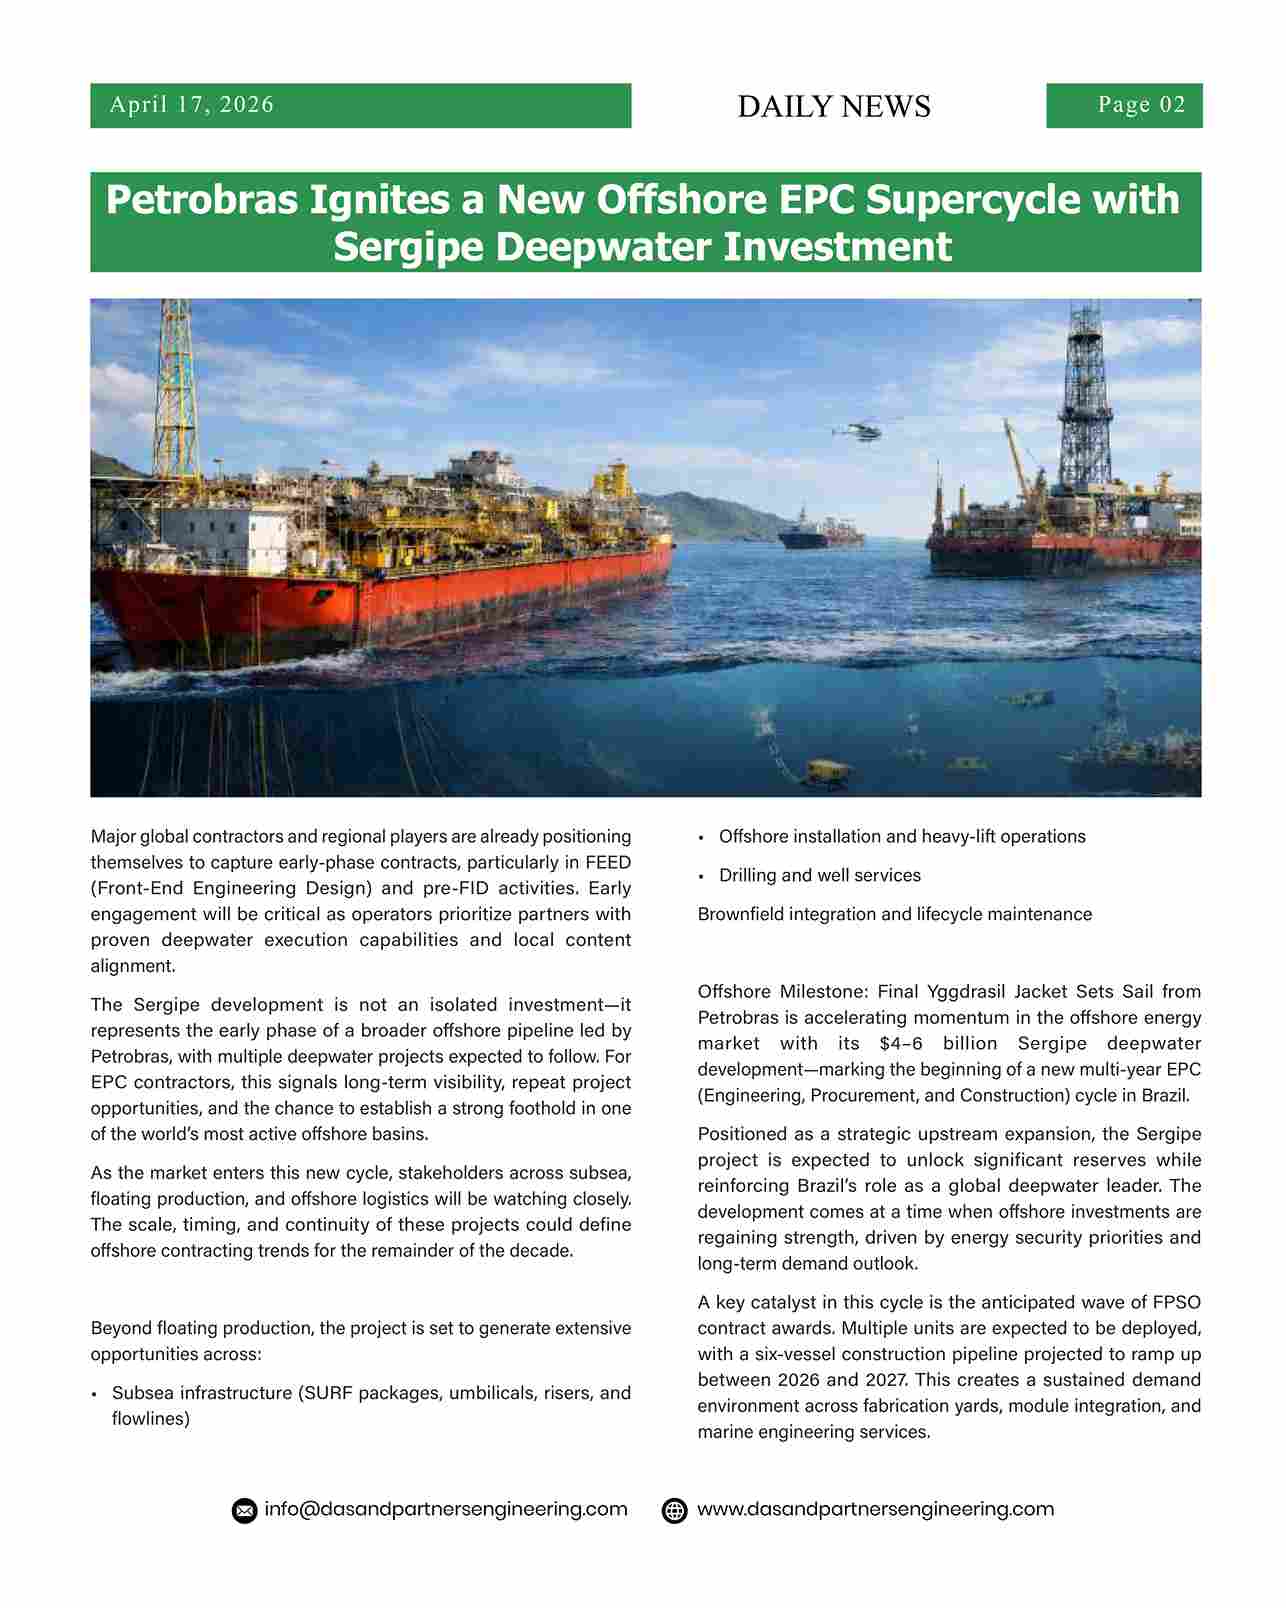 April 17, 2026
DAILY NEWS
Page 02
Petrobras Ignites a New Offshore EPC Supercycle with
Sergipe Deepwater Investment
Major global contractors and regional players are already positioning
themselves to capture early-phase contracts, particularly in FEED
(Front-End Engineering Design) and pre-FID activities. Early
engagement will be critical as operators prioritize partners with
proven deepwater execution capabilities and local content
alignment.
The Sergipe development is not an isolated investment—it
represents the early phase of a broader offshore pipeline led by
Petrobras, with multiple deepwater projects expected to follow. For
EPC contractors, this signals long-term visibility, repeat project
opportunities, and the chance to establish a strong foothold in one
of the world’s most active offshore basins.
As the market enters this new cycle, stakeholders across subsea,
floating production, and offshore logistics will be watching closely.
The scale, timing, and continuity of these projects could define
offshore contracting trends for the remainder of the decade.
Beyond floating production, the project is set to generate extensive
opportunities across:
• Subsea infrastructure (SURF packages, umbilicals, risers, and
flowlines)
• Offshore installation and heavy-lift operations
• Drilling and well services
Brownfield integration and lifecycle maintenance
Offshore Milestone: Final Yggdrasil Jacket Sets Sail from
Petrobras is accelerating momentum in the offshore energy
market with its $4–6 billion Sergipe deepwater
development—marking the beginning of a new multi-year EPC
(Engineering, Procurement, and Construction) cycle in Brazil.
Positioned as a strategic upstream expansion, the Sergipe
project is expected to unlock significant reserves while
reinforcing Brazil’s role as a global deepwater leader. The
development comes at a time when offshore investments are
regaining strength, driven by energy security priorities and
long-term demand outlook.
A key catalyst in this cycle is the anticipated wave of FPSO
contract awards. Multiple units are expected to be deployed,
with a six-vessel construction pipeline projected to ramp up
between 2026 and 2027. This creates a sustained demand
environment across fabrication yards, module integration, and
marine engineering services.
info@dasandpartnersengineering.com
www.dasandpartnersengineering.com